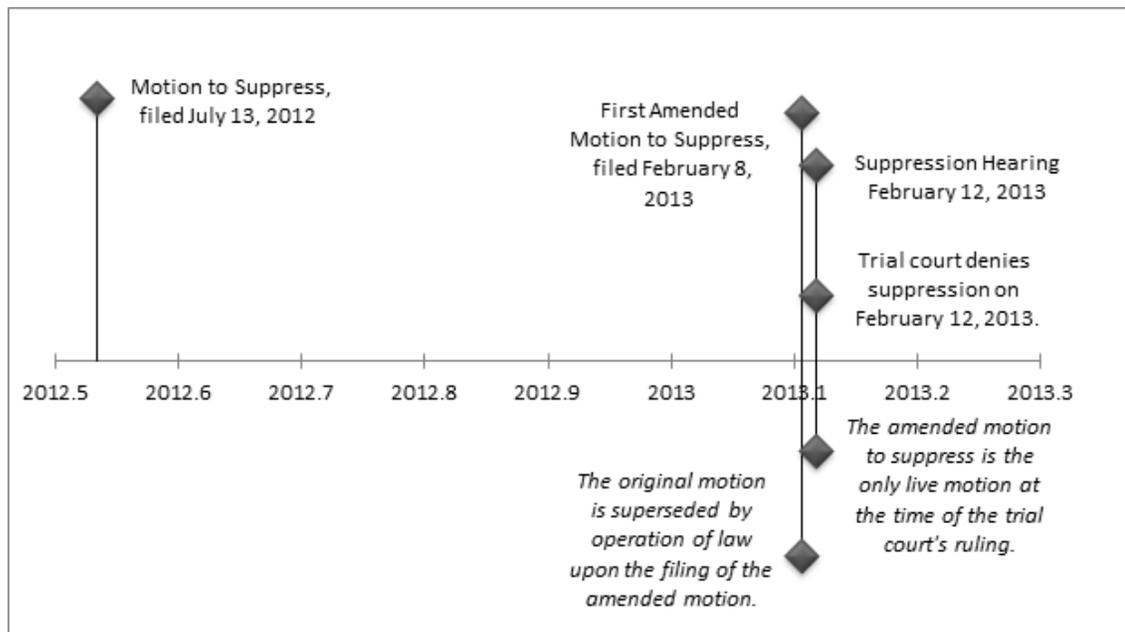 Motion to Suppress,
filed July 13, 2012
First Amended
Motion to Suppress,
filed February 8,
2013
Suppression Hearing
February 12, 2013
Trial court denies
suppression on
February 12, 2013.
2012.5 2012.6 2012.7 2012.8 2012.9 2013 2013.1 2013.2 2013.3
The amended motion
to suppress is the
only live motion at
the time of the trial
court's ruling.
The original motion
is superseded by
operation of law
upon the filing of the
amended motion.